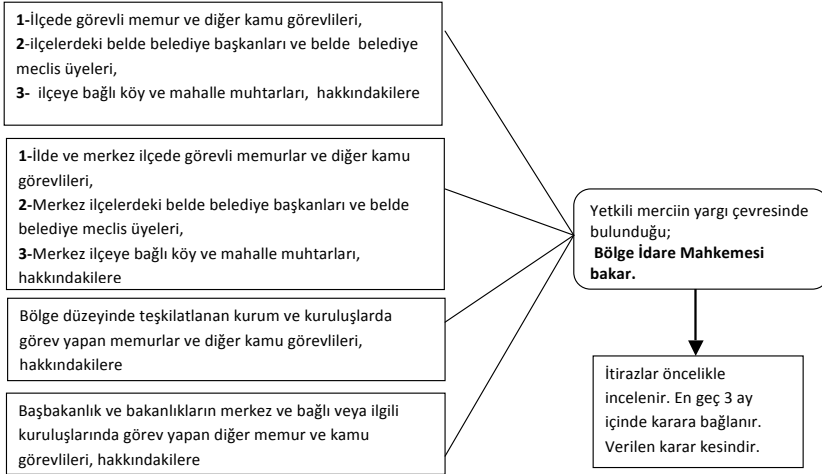 1-İlçede görevli memur ve diğer kamu görevlileri,
2-ilçelerdeki belde belediye başkanları ve belde belediye
meclis üyeleri,
3- ilçeye bağlı köy ve mahalle muhtarları, hakkındakilere
1-İlde ve merkez ilçede görevli memurlar ve diğer kamu
görevlileri,
2-Merkez ilçelerdeki belde belediye başkanları ve belde
belediye meclis üyeleri,
3-Merkez ilçeye bağlı köy ve mahalle muhtarları,
hakkındakilere
Bölge düzeyinde teşkilatlanan kurum ve kuruluşlarda
görev yapan memurlar ve diğer kamu görevlileri,
hakkındakilere
Başbakanlık ve bakanlıkların merkez ve bağlı veya ilgili
kuruluşlarında görev yapan diğer memur ve kamu
görevlileri, hakkındakilere
Yetkili merciin yargı çevresinde
bulunduğu;
Bölge İdare Mahkemesi
bakar.
İtirazlar öncelikle
incelenir. En geç 3 ay
içinde karara bağlanır.
Verilen karar kesindir.